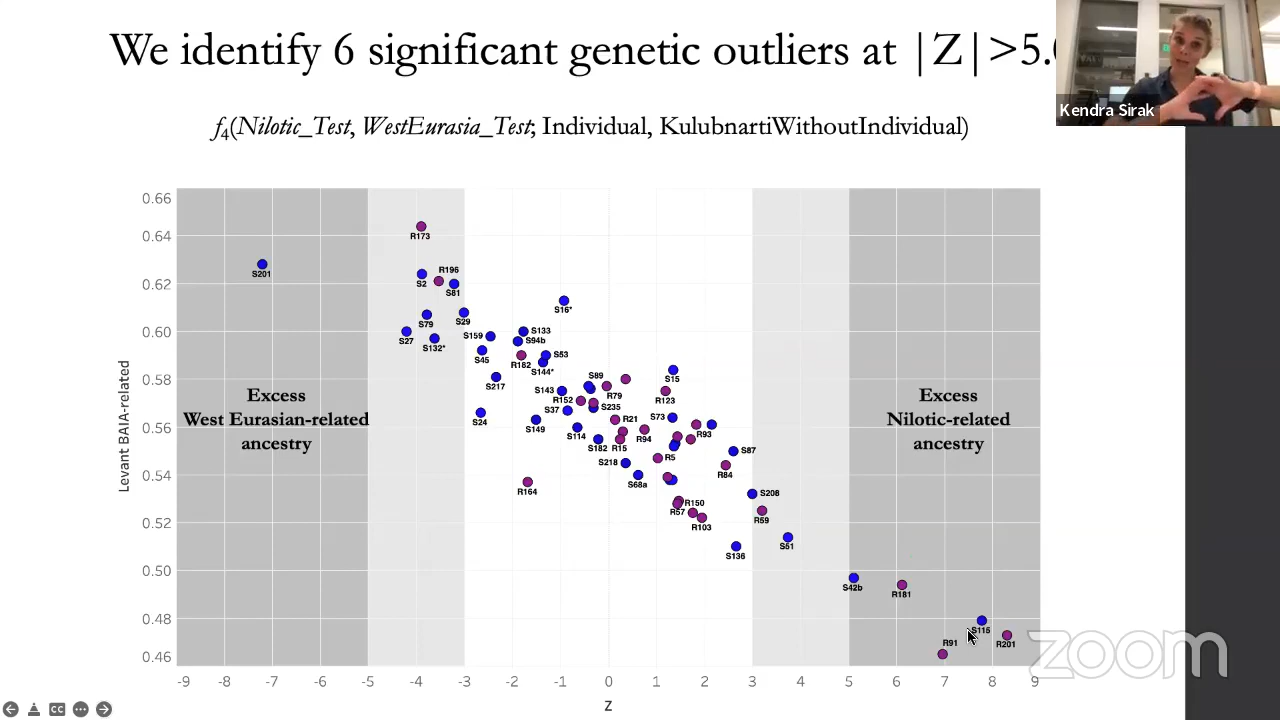 We identify 6 significant genetic outliers at |Z|>5.
Kendra Sirak
f4(Nilotic_Test, WestEurasia_Test; Individual, KulubnartiWithoutIndividual)
0.66
0.64
0.62
0.60
0.58
0.56
0.54
0.52
0.50
0.48
0.46
Levant BAIA-related
R173
S201
R196
S2
S81
S16*
S79
S29
S27
S132*
S159
S133
S94b
S45
R182
S53
S144*
S217
S89
S15
S143
R79
R123
R152
S37
S235
S24
S149
R21
S73
S114
R94
R93
S182
R15
S218
R5
S87
S68a
R84
R164
S208
R150
R57
R59
R103
S136
S51
S42b
R181
S115
R91
R201
Excess
West Eurasian-related
ancestry
Excess
Nilotic-related
ancestry
-9 -8 -7 -6 -5 -4 -3 -2 -1 0 1 2 3 4 5 6 7 8 9
Z
CC
zoom